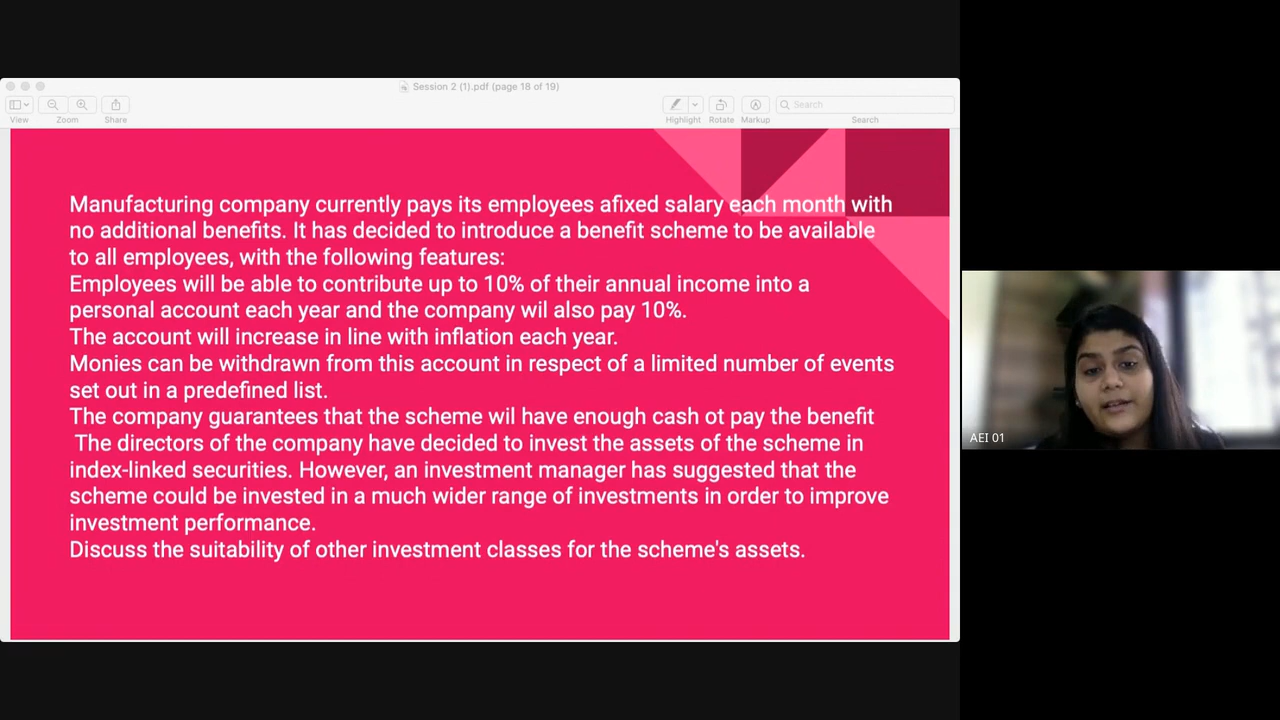 Session 2 (1).pdf (page 18 of 19)
View
Zoom
Share
Highlight
Rotate
Markup
Search
Search
Manufacturing company currently pays its employees afixed salary each month with
no additional benefits. It has decided to introduce a benefit scheme to be available
to all employees, with the following features:
Employees will be able to contribute up to 10% of their annual income into a
personal account each year and the company wil also pay 10%.
The account will increase in line with inflation each year.
Monies can be withdrawn from this account in respect of a limited number of events
set out in a predefined list.
The company guarantees that the scheme wil have enough cash ot pay the benefit
The directors of the company have decided to invest the assets of the scheme in
index-linked securities. However, an investment manager has suggested that the
scheme could be invested in a much wider range of investments in order to improve
investment performance.
Discuss the suitability of other investment classes for the scheme's assets.
AEI 01